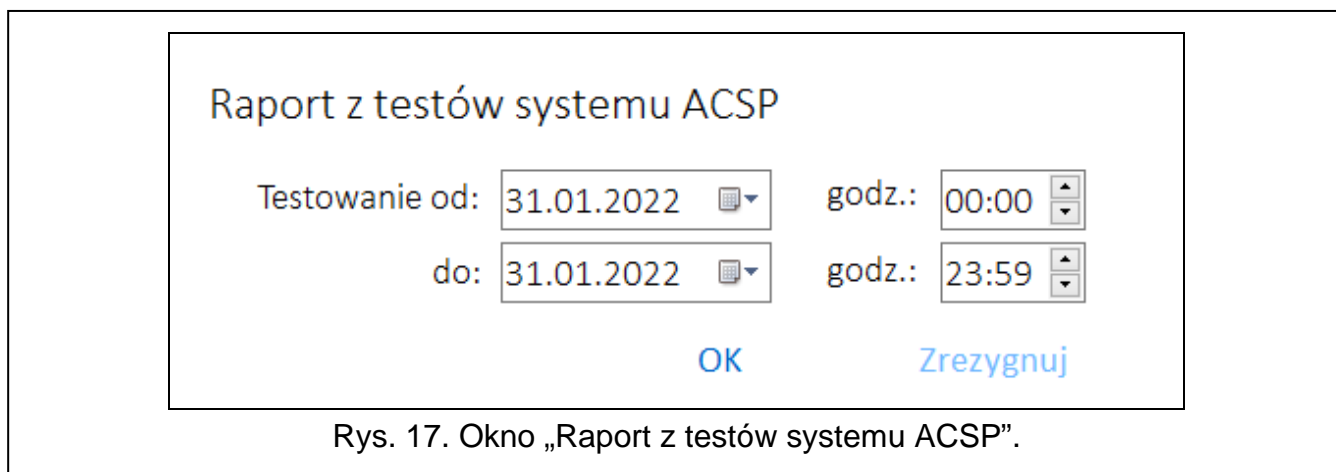 Raport z testów systemu ACSP
Testowanie od: 31.01.2022 godz.: 00:00
do: 31.01.2022 godz.: 23:59
OK Zrezygnuj
Rys. 17. Okno „Raport z testów systemu ACSP”.